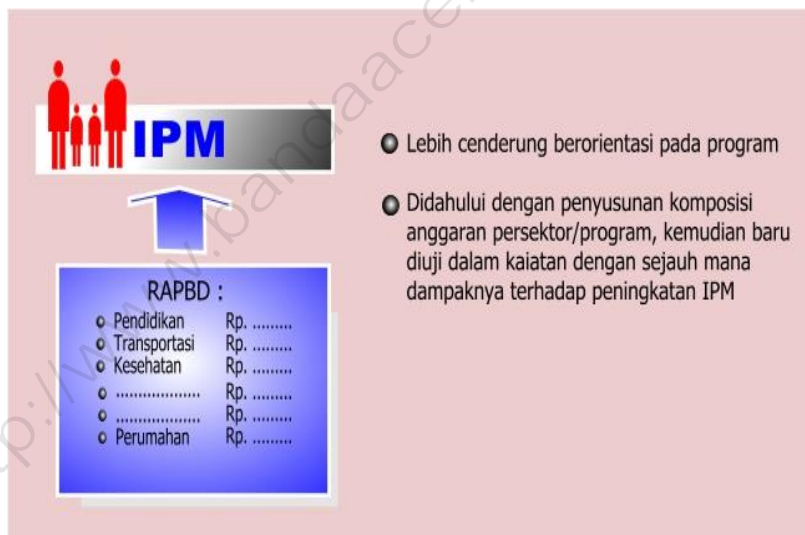 IPM
Lebih cenderung berorientasi pada program
Didahului dengan penyusunan komposisi
anggaran persektor/program, kemudian baru
diuji dalam kaiatan dengan sejauh mana
dampaknya terhadap peningkatan IPM
RAPBD :
Pendidikan Rp. .........
Transportasi Rp. .........
Kesehatan Rp. .........
.................. Rp. .........
.................. Rp. .........
Perumahan Rp. .........